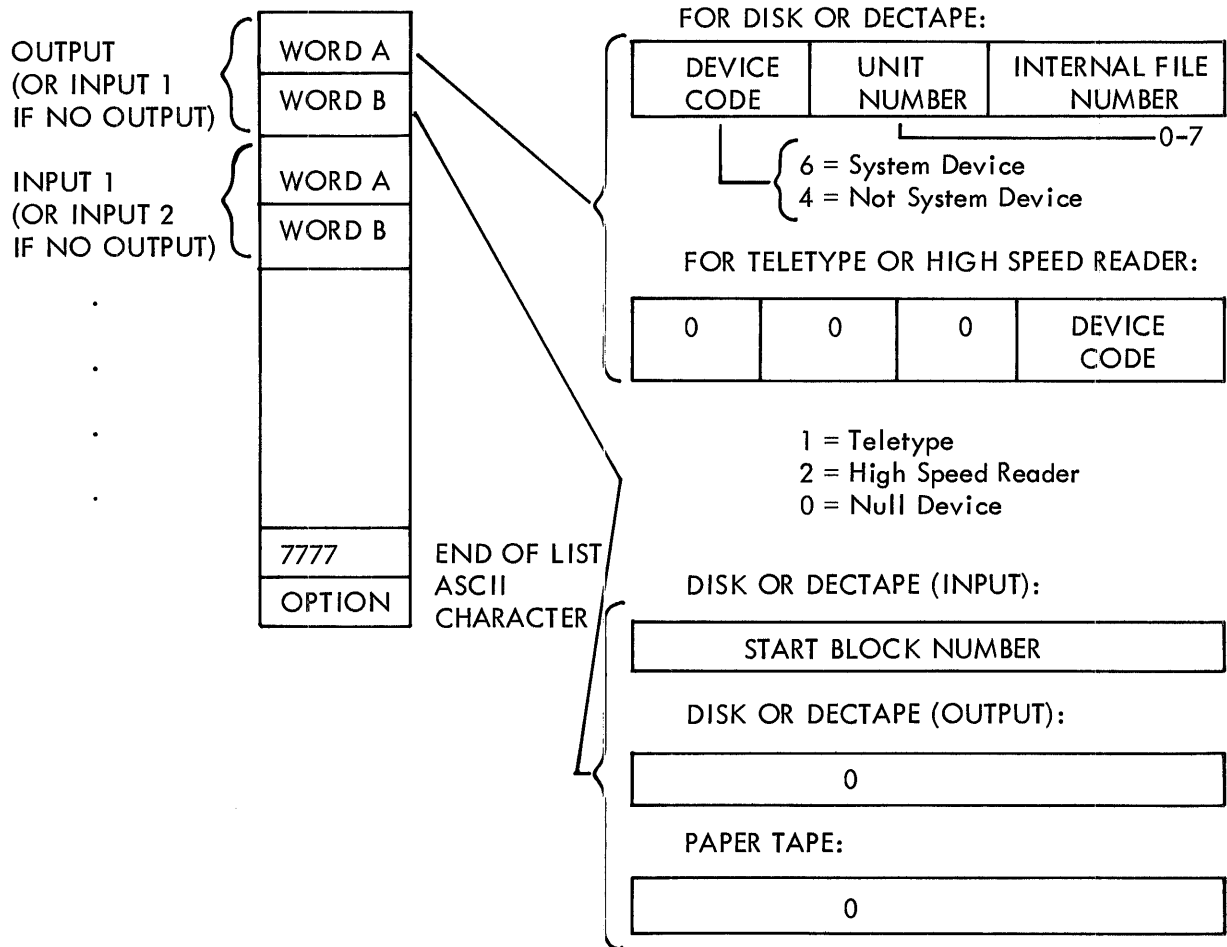 OUTPUT
(OR INPUT 1
IF NO OUTPUT)
WORD A
WORD B
INPUT 1
(OR INPUT 2
IF NO OUTPUT)
WORD A
WORD B
.
.
.
.
7777
END OF LIST
OPTION
ASCII
CHARACTER
FOR DISK OR DECTAPE:
DEVICE
CODE
UNIT
NUMBER
INTERNAL FILE
NUMBER
0-7
6 = System Device
4 = Not System Device
FOR TELETYPE OR HIGH SPEED READER:
0
0
0
DEVICE
CODE
1 = Teletype
2 = High Speed Reader
0 = Null Device
DISK OR DECTAPE (INPUT):
START BLOCK NUMBER
DISK OR DECTAPE (OUTPUT):
0
PAPER TAPE:
0